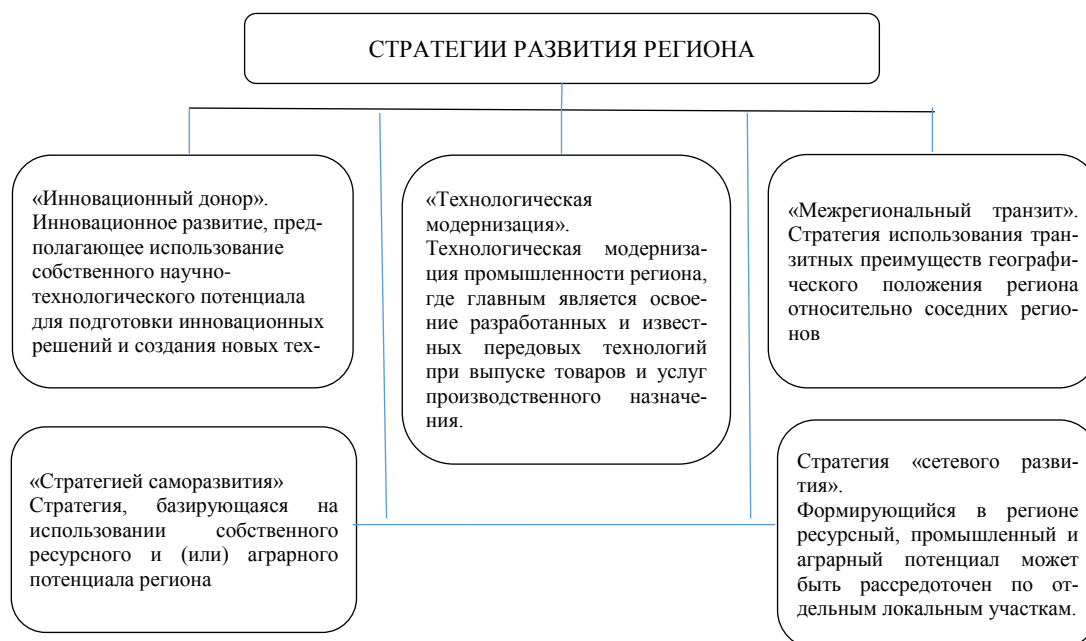 СТРАТЕГИИ РАЗВИТИЯ РЕГИОНА
«Инновационный донор».
Инновационное развитие, пред-
полагающее использование
собственного научно-
технологического потенциала
для подготовки инновационных
решений и создания новых тех-
«Технологическая
модернизация».
Технологическая модерниза-
ция промышленности региона,
где главным является освое-
ние разработанных и извест-
ных передовых технологий
при выпуске товаров и услуг
производственного назначе-
ния.
«Межрегиональный транзит».
Стратегия использования тран-
зитных преимуществ географи-
ческого положения региона
относительно соседних регио-
нов
«Стратегией саморазвития»
Стратегия, базирующаяся на
использовании собственного
ресурсного и (или) аграрного
потенциала региона
Стратегия «сетевого разви-
тия».
Формирующийся в регионе
ресурсный, промышленный и
аграрный потенциал может
быть рассредоточен по от-
дельным локальным участкам.